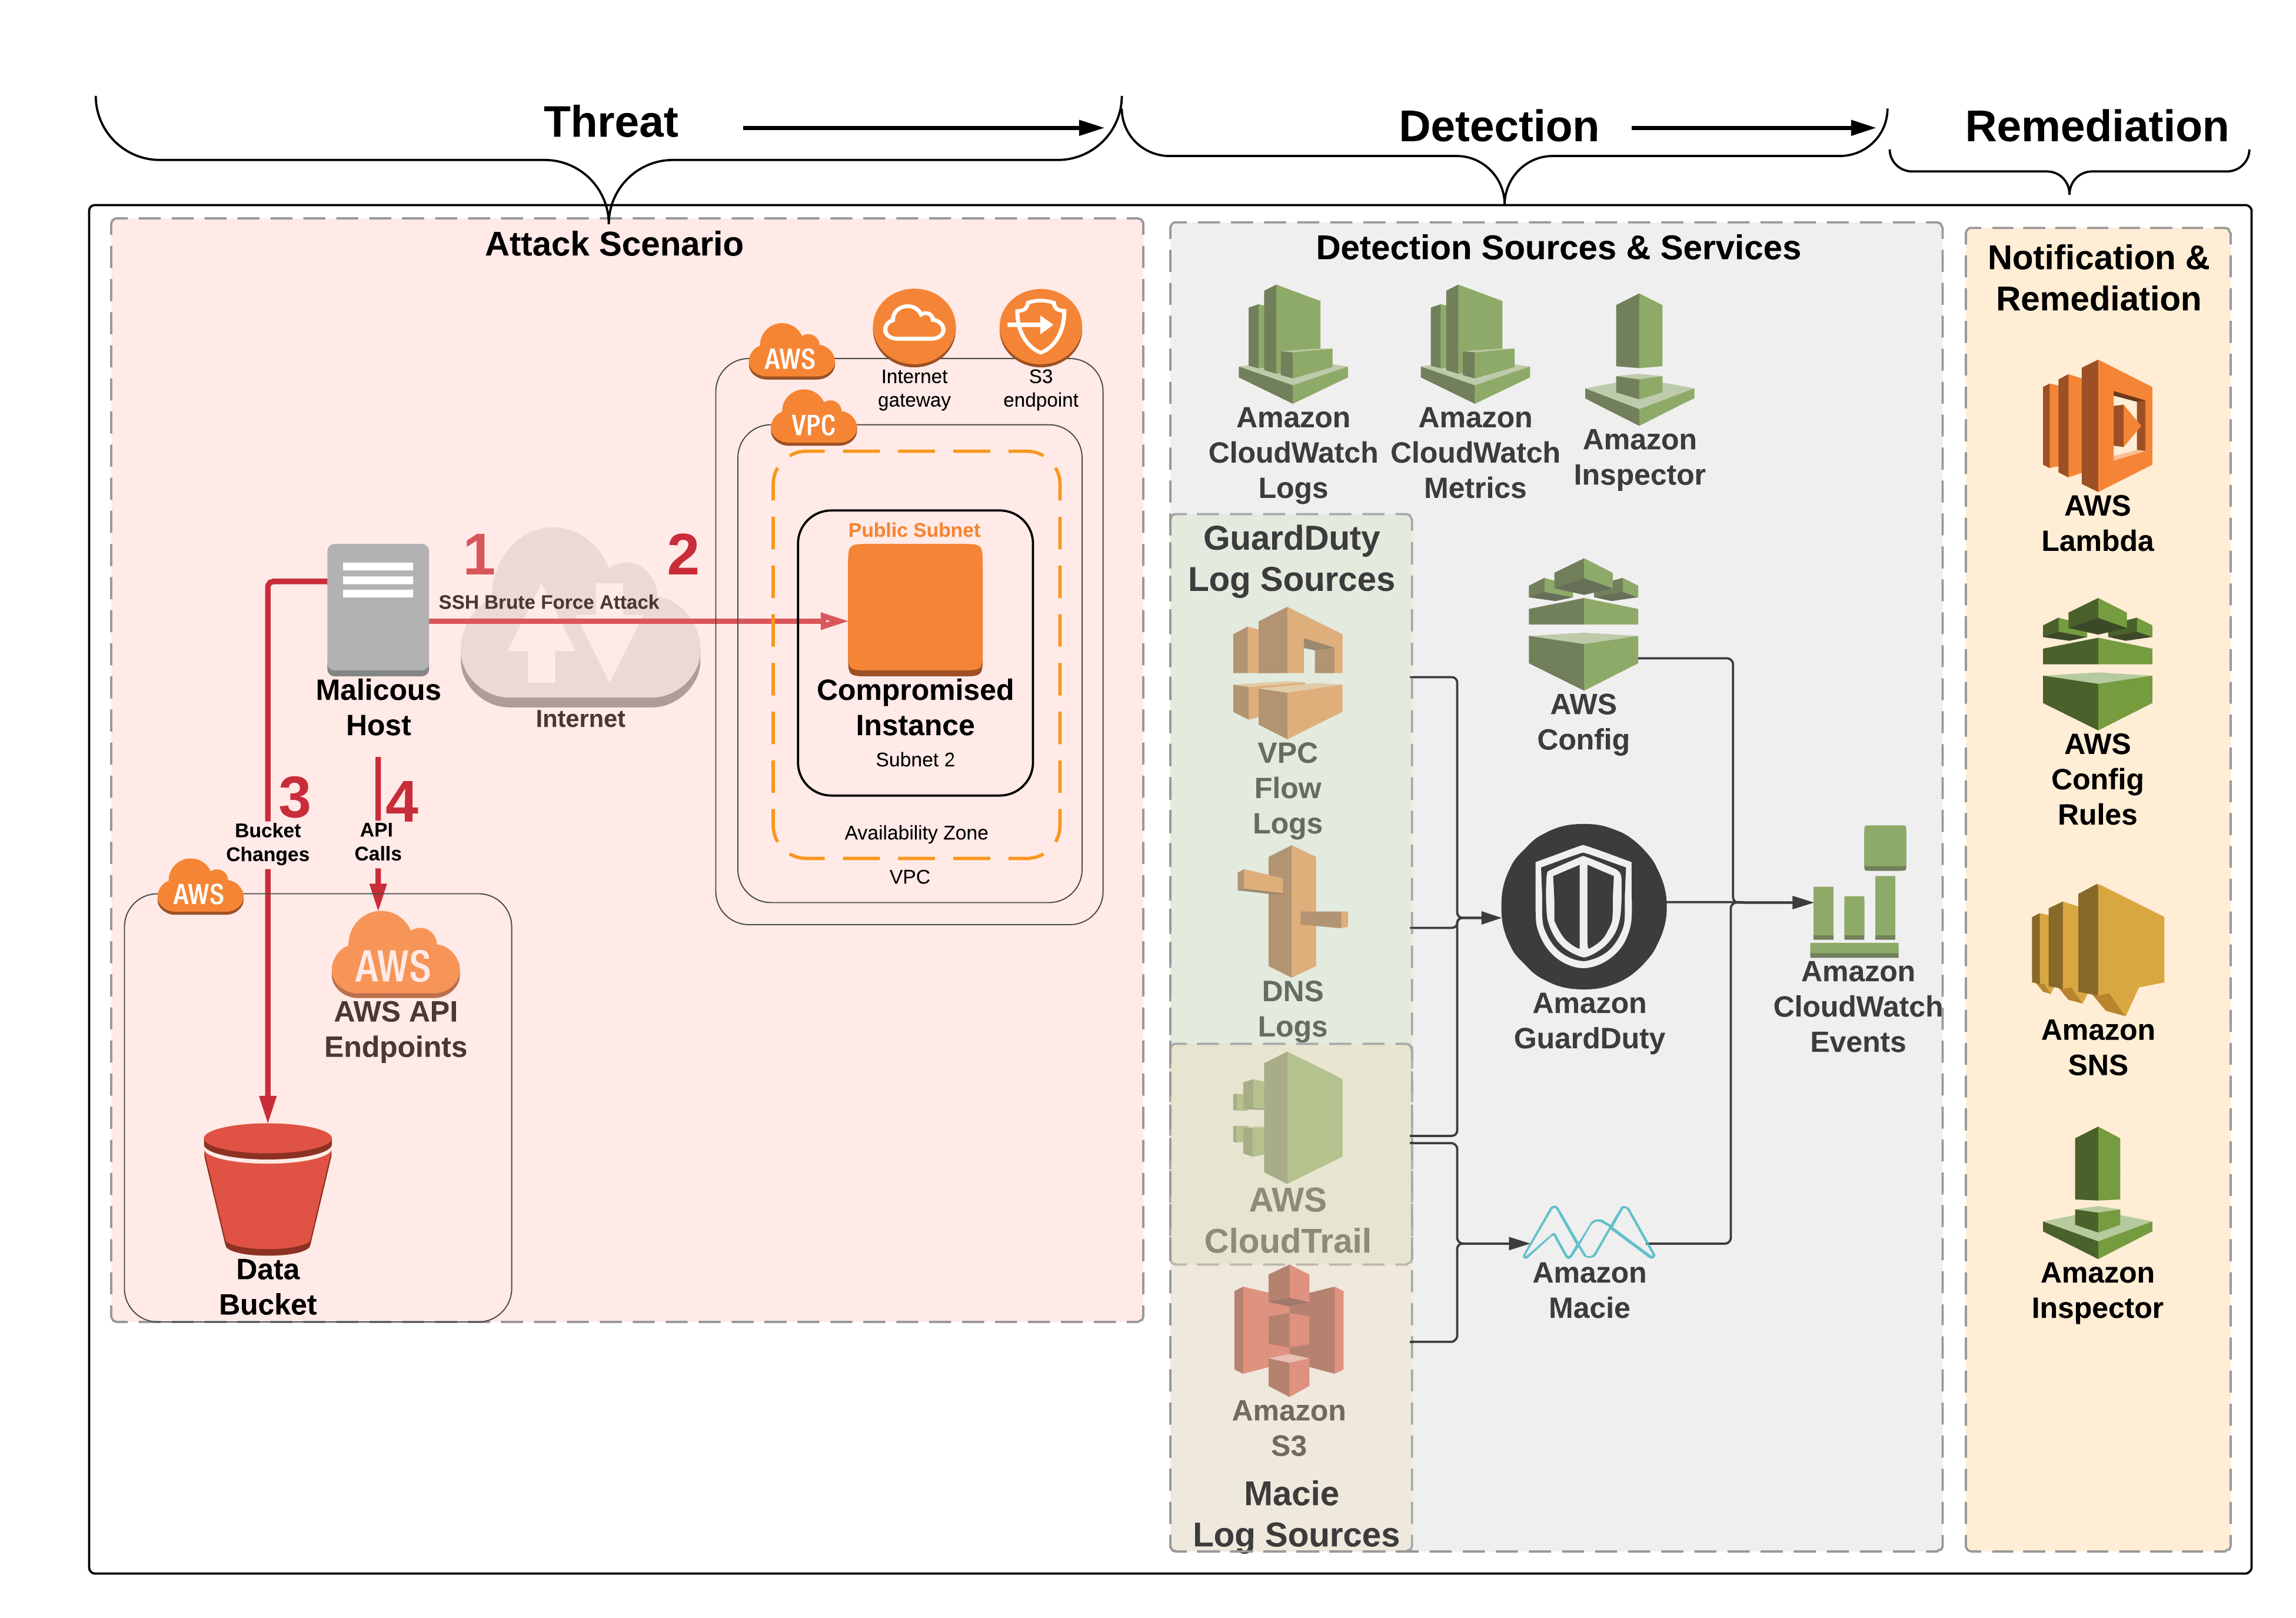 Threat
Detection
Remediation
Attack Scenario
AWS
Internet
gateway
S3
endpoint
VPC
Public Subnet
1
2
SSH Brute Force Attack
Internet
Malicous
Host
Compromised
Instance
Subnet 2
Availability Zone
VPC
3
4
Bucket
Changes
API
Calls
AWS
AWS
AWS API
Endpoints
Data
Bucket
Detection Sources & Services
Amazon
CloudWatch
Logs
Amazon
CloudWatch
Metrics
Amazon
Inspector
GuardDuty
Log Sources
VPC
Flow
Logs
DNS
Logs
AWS
CloudTrail
Amazon
S3
Macie
Log Sources
AWS
Config
Amazon
GuardDuty
Amazon
Macie
Amazon
CloudWatch
Events
Notification &
Remediation
AWS
Lambda
AWS
Config
Rules
Amazon
SNS
Amazon
Inspector